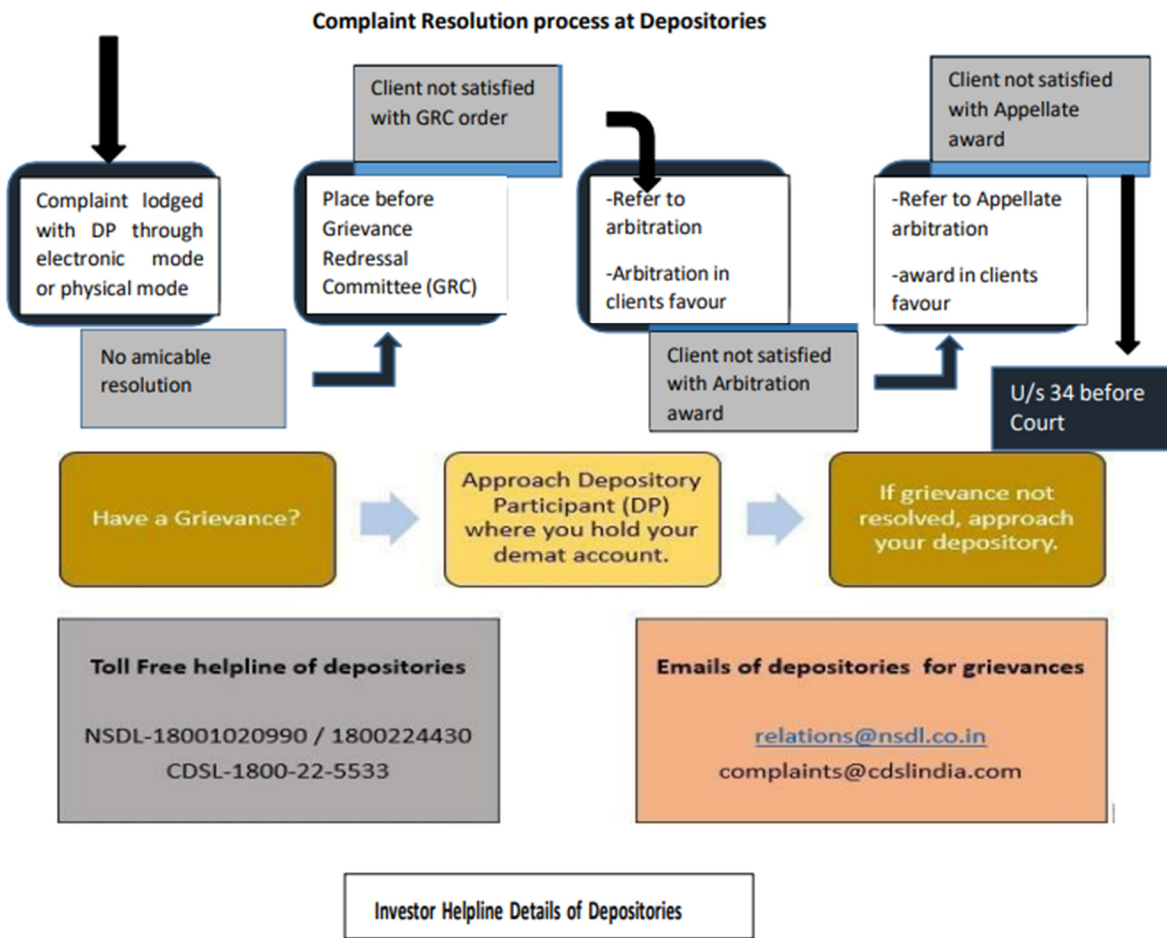 Complaint Resolution process at Depositories
Client not satisfied
with GRC order
Client not satisfied
with Appellate
award
Complaint lodged
with DP through
electronic mode
or physical mode
Place before
Grievance
Redressal
Committee (GRC)
-Refer to
arbitration
-Arbitration in
clients favour
-Refer to Appellate
arbitration
-award in clients
favour
No amicable
resolution
Client not satisfied
with Arbitration
award
U/s 34 before
Court
Have a Grievance?
Approach Depository
Participant (DP)
where you hold your
demat account.
If grievance not
resolved, approach
your depository.
Toll Free helpline of depositories
NSDL-18001020990 / 1800224430
CDSL-1800-22-5533
Emails of depositories for grievances
relations@nsdl.co.in
complaints@cdslindia.com
Investor Helpline Details of Depositories